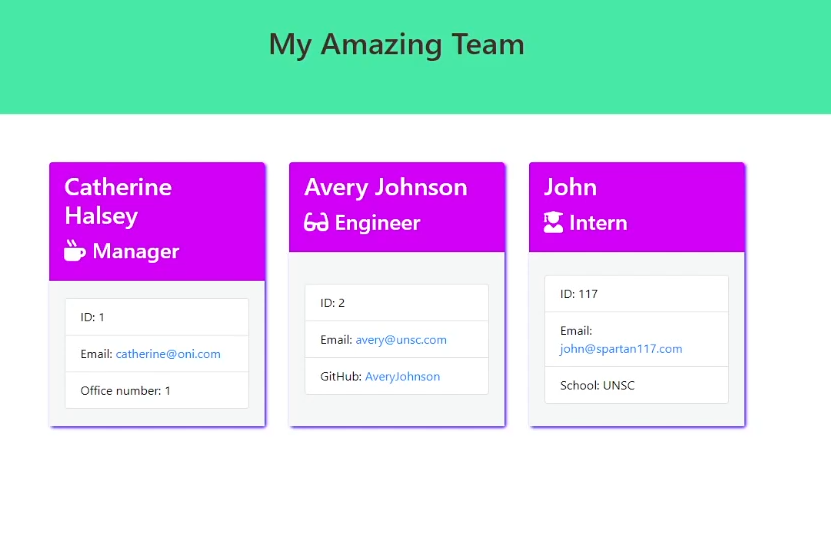 My Amazing Team
Catherine
Halsey
Manager
ID: 1
Email: catherine@oni.com
Office number: 1
Avery Johnson
Engineer
ID: 2
Email: avery@unsc.com
GitHub: AveryJohnson
John
Intern
ID: 117
Email:
john@spartan117.com
School: UNSC